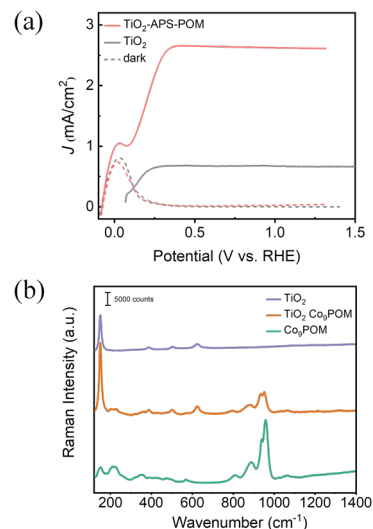 (a)
TiO₂-APS-POM
TiO₂
dark
J (mA/cm²)
3
2
1
0
0.0 0.5 1.0 1.5
Potential (V vs. RHE)
(b)
5000 counts
TiO₂
TiO₂ Co₉POM
Co₉POM
Raman Intensity (a.u.)
200 400 600 800 1000 1200 1400
Wavenumber (cm⁻¹)